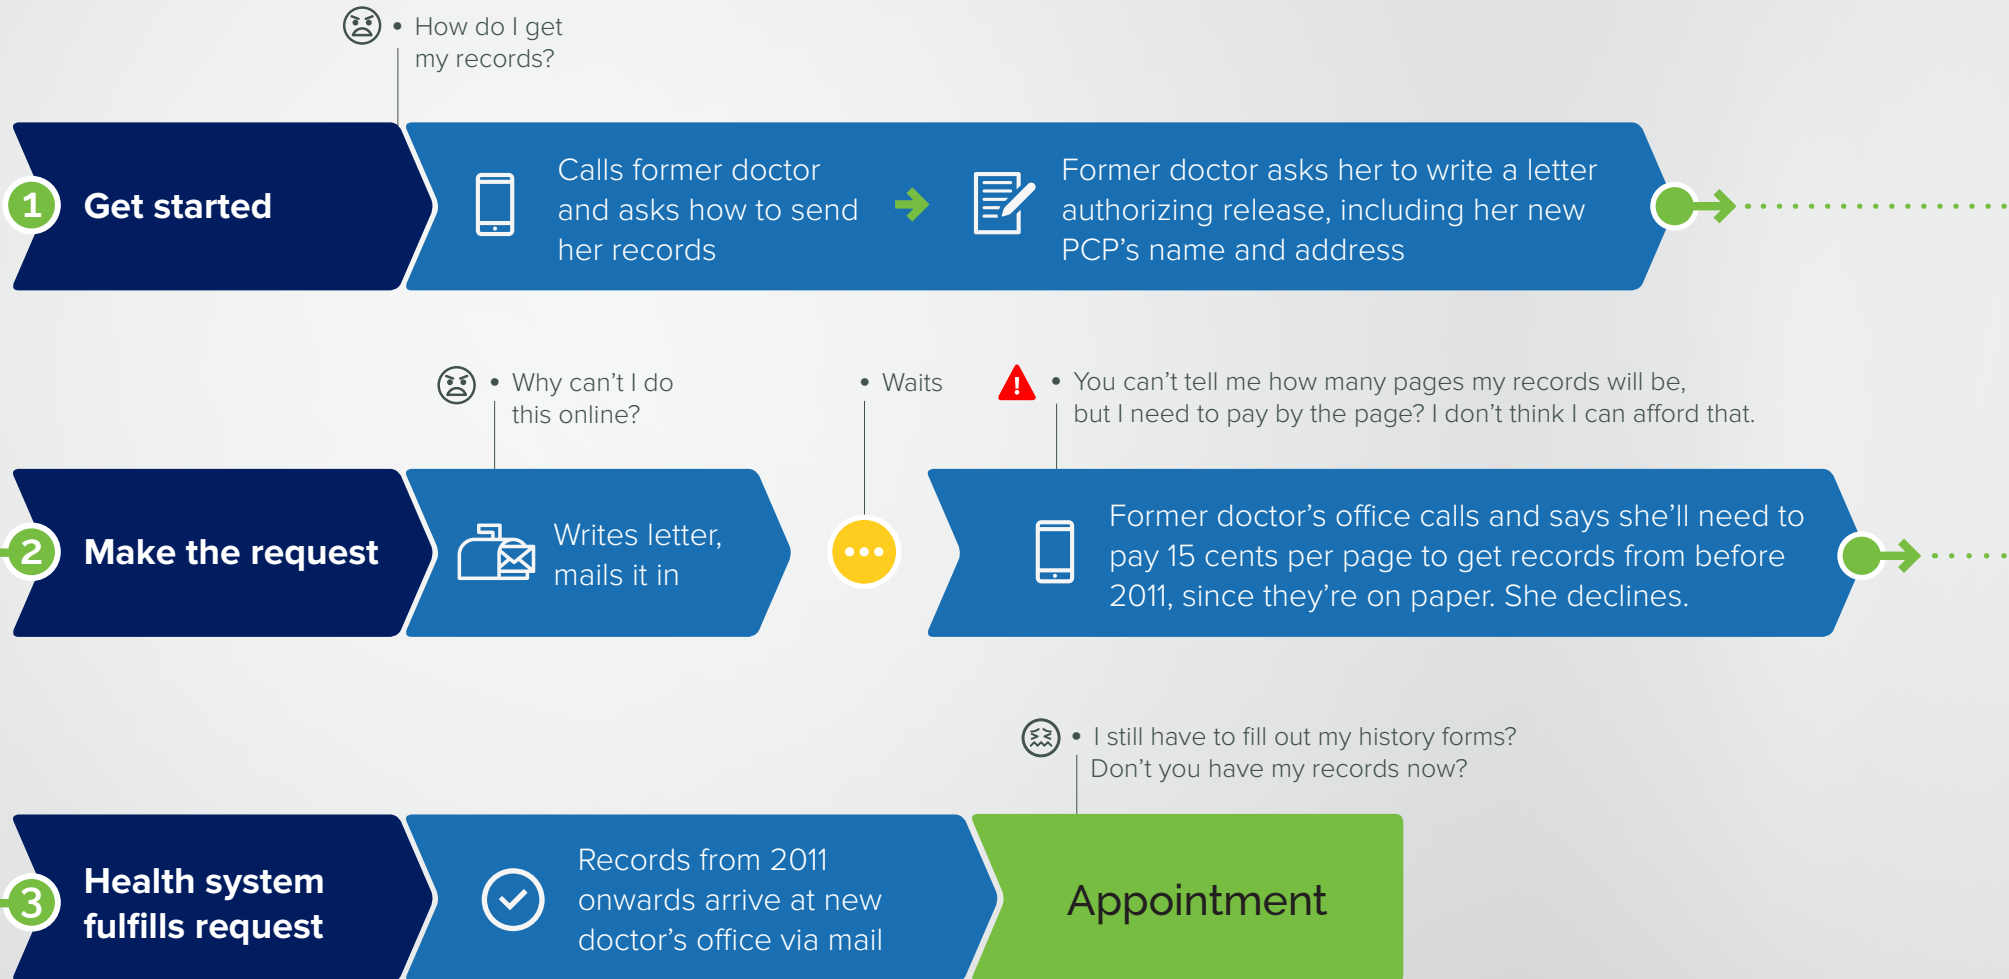 • How do I get
my records?
1
Get started
Calls former doctor
and asks how to send
her records
Former doctor asks her to write a letter
authorizing release, including her new
PCP’s name and address
• Why can’t I do
this online?
• Waits
• You can’t tell me how many pages my records will be,
but I need to pay by the page? I don’t think I can afford that.
2
Make the request
Writes letter,
mails it in
Former doctor’s office calls and says she’ll need to
pay 15 cents per page to get records from before
2011, since they’re on paper. She declines.
• I still have to fill out my history forms?
Don’t you have my records now?
3
Health system
fulfills request
Records from 2011
onwards arrive at new
doctor’s office via mail
Appointment